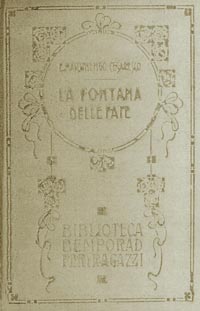 LA FONTANA
DELLE FATE
BIBLIOTECA
BEMPORAD
PER I RAGAZZI